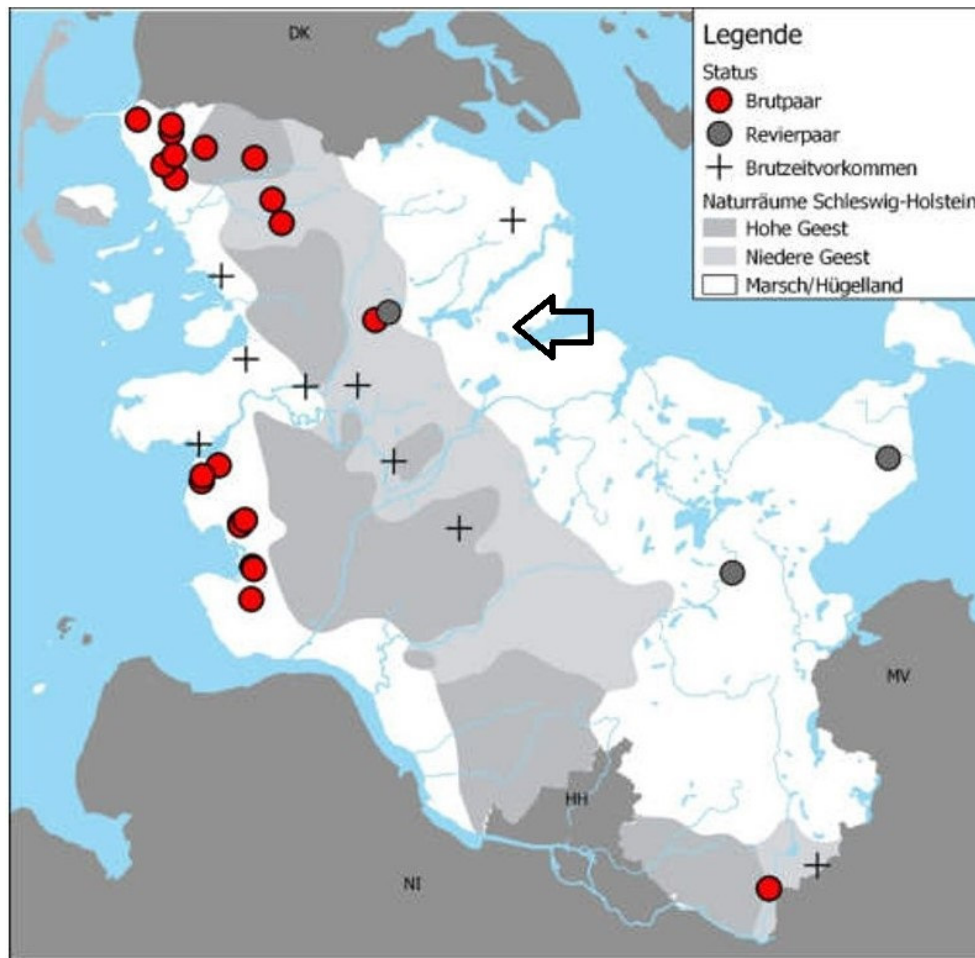 DK
Legende
Status
Brutpaar
Revierpaar
Brutzeitvorkommen
Naturräume Schleswig-Holstein
Hohe Geest
Niedere Geest
Marsch/Hügelland
MV
HH
NI